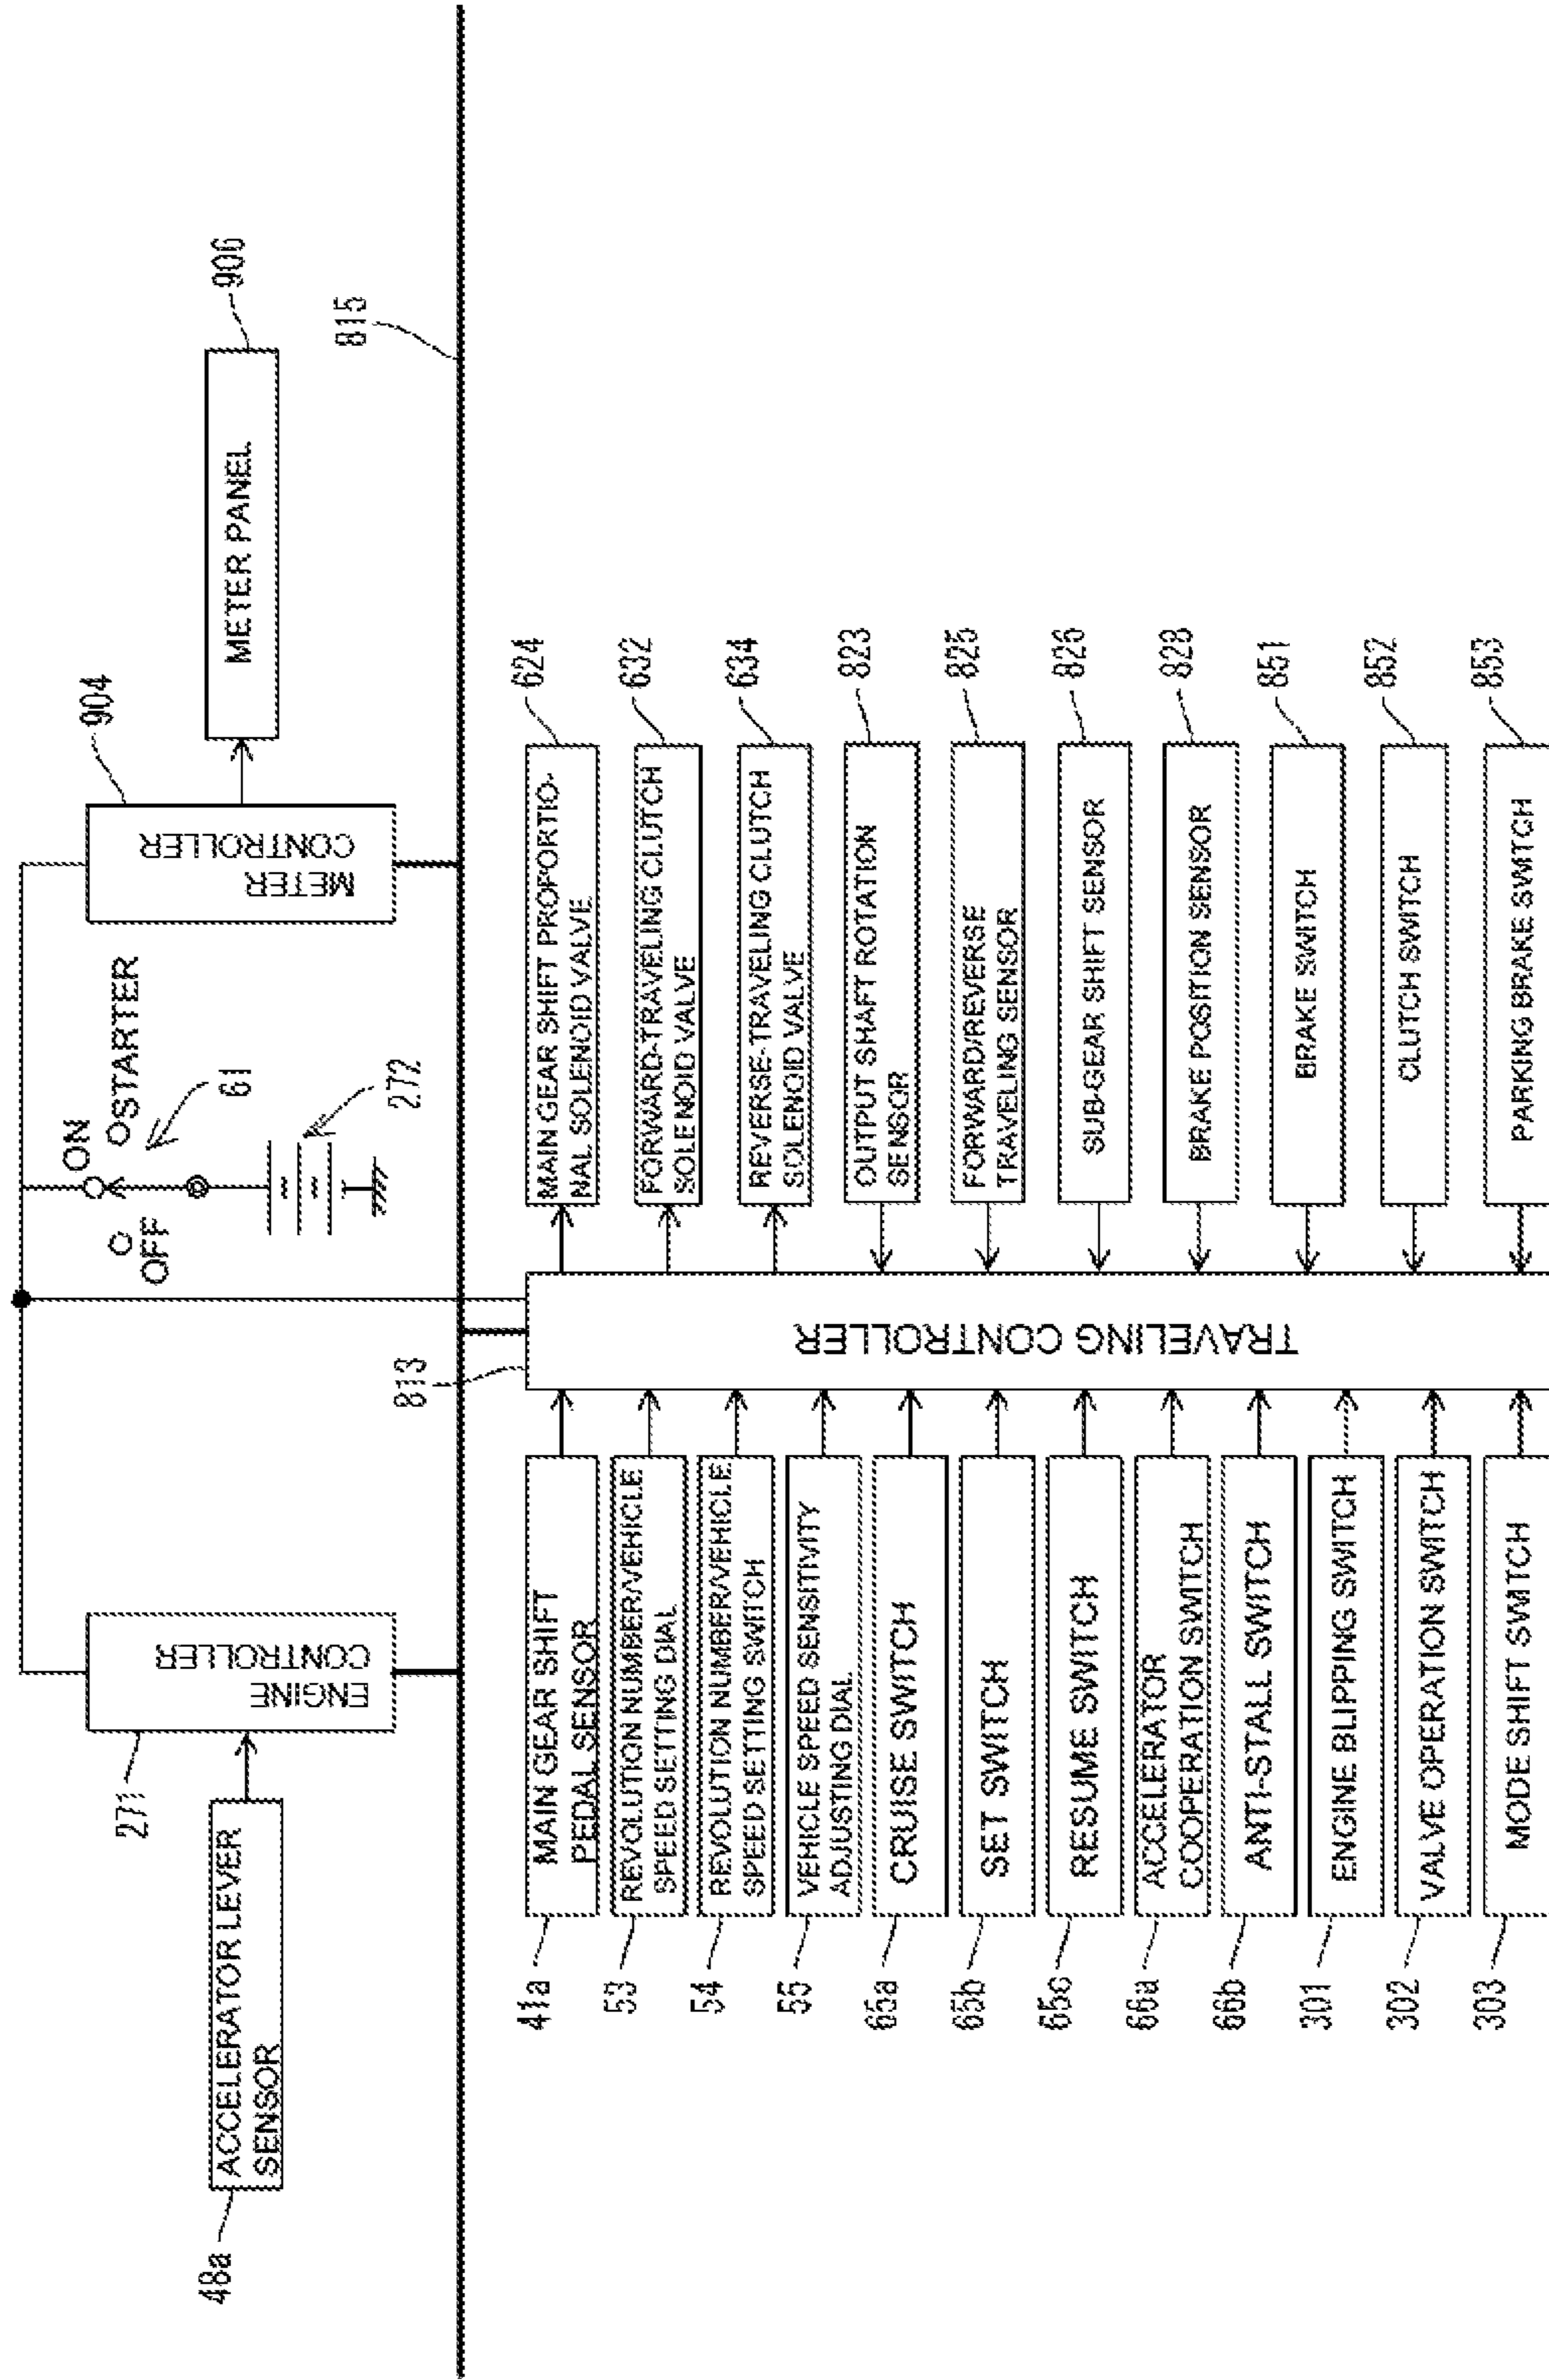 48a
ACCELERATOR LEVER
SENSOR
271
ENGINE
CONTROLLER
OFF
ON
STARTER
61
272
METER
CONTROLLER
904
METER PANEL
906
815
813
TRAVELING CONTROLLER
41a
MAIN GEAR SHIFT
PEDAL SENSOR
53
REVOLUTION NUMBER/VEHICLE
SPEED SETTING DIAL
54
REVOLUTION NUMBER/VEHICLE
SPEED SETTING SWITCH
55
VEHICLE SPEED SENSITIVITY
ADJUSTING DIAL
65a
CRUISE SWITCH
65b
SET SWITCH
65c
RESUME SWITCH
66a
ACCELERATOR
COOPERATION SWITCH
66b
ANTI-STALL SWITCH
301
ENGINE BLIPPING SWITCH
302
VALVE OPERATION SWITCH
303
MODE SHIFT SWITCH
MAIN GEAR SHIFT PROPORTIO-
NAL SOLENOID VALVE
624
FORWARD-TRAVELING CLUTCH
SOLENOID VALVE
632
REVERSE-TRAVELING CLUTCH
SOLENOID VALVE
634
OUTPUT SHAFT ROTATION
SENSOR
823
FORWARD/REVERSE
TRAVELING SENSOR
825
SUB-GEAR SHIFT SENSOR
826
BRAKE POSITION SENSOR
828
BRAKE SWITCH
851
CLUTCH SWITCH
852
PARKING BRAKE SWITCH
853